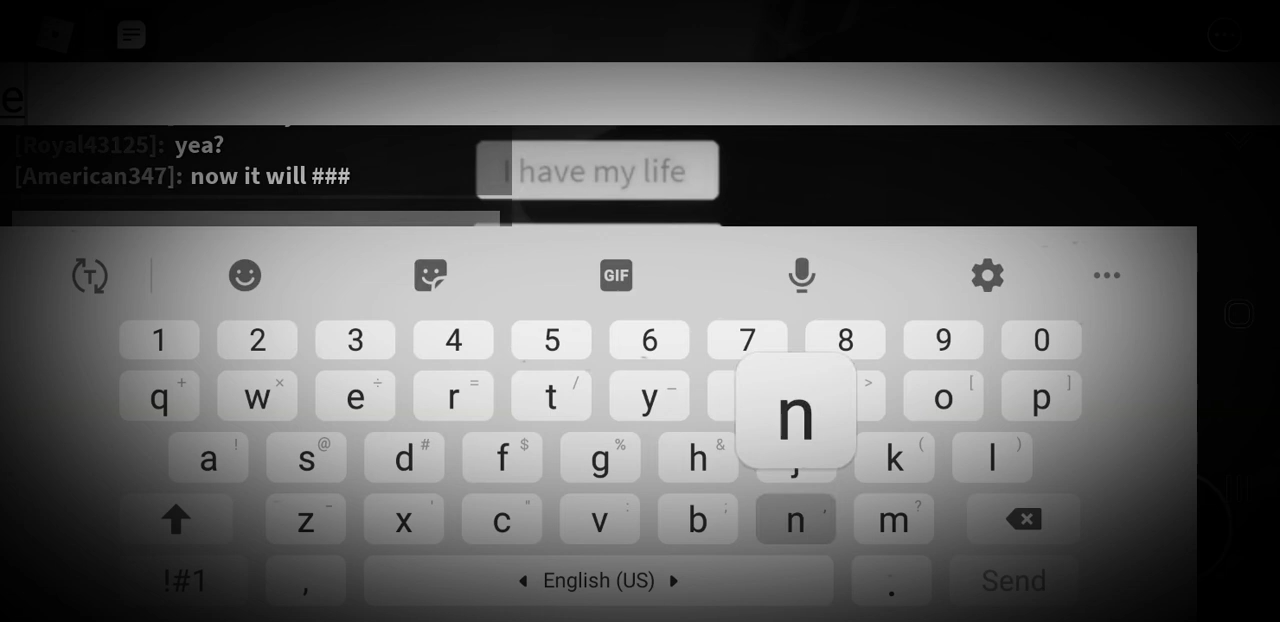 e
[Royal43125]: yea?
[American347]: now it will ###
I have my life
GIF
1 2 3 4 5 6 7 8 9 0
q + w × e ÷ r = t / y _ > o [ p ]
n
a ! s @ d # f $ g % h & j k ( l )
z - x ' c " v : b ; n , m ?
!#1 , English (US) . Send